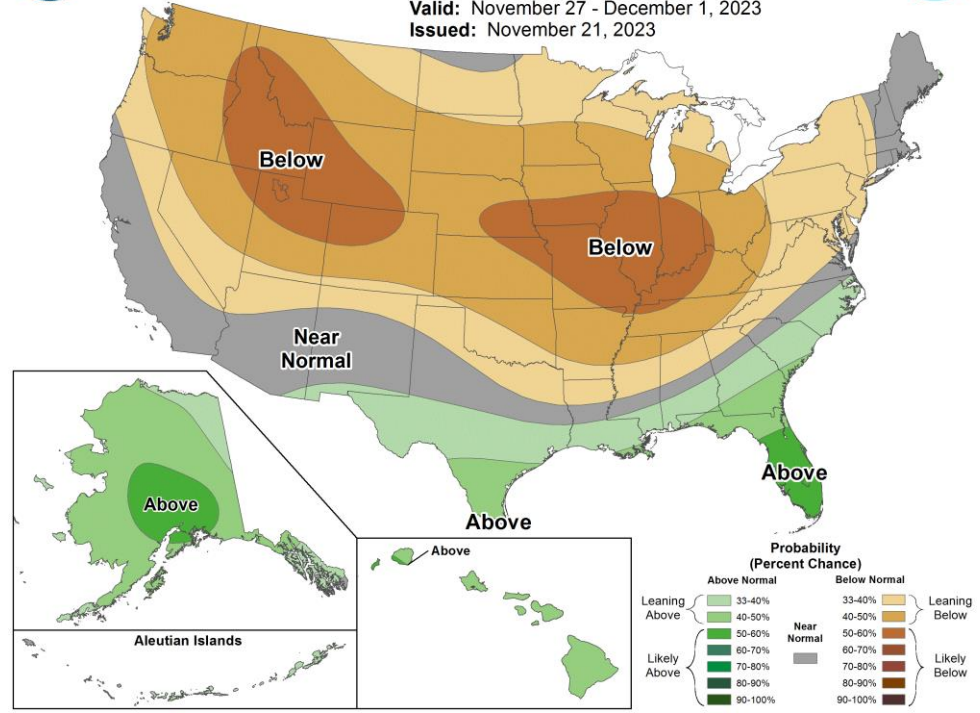 Valid: November 27 - December 1, 2023
Issued: November 21, 2023
Below
Below
Near
Normal
Above
Above
Above
Above
Aleutian Islands
Probability
(Percent Chance)
Above Normal
Below Normal
Leaning
Above
33-40%
40-50%
Likely
Above
50-60%
60-70%
70-80%
80-90%
90-100%
Near
Normal
33-40%
40-50%
Leaning
Below
50-60%
60-70%
70-80%
80-90%
90-100%
Likely
Below